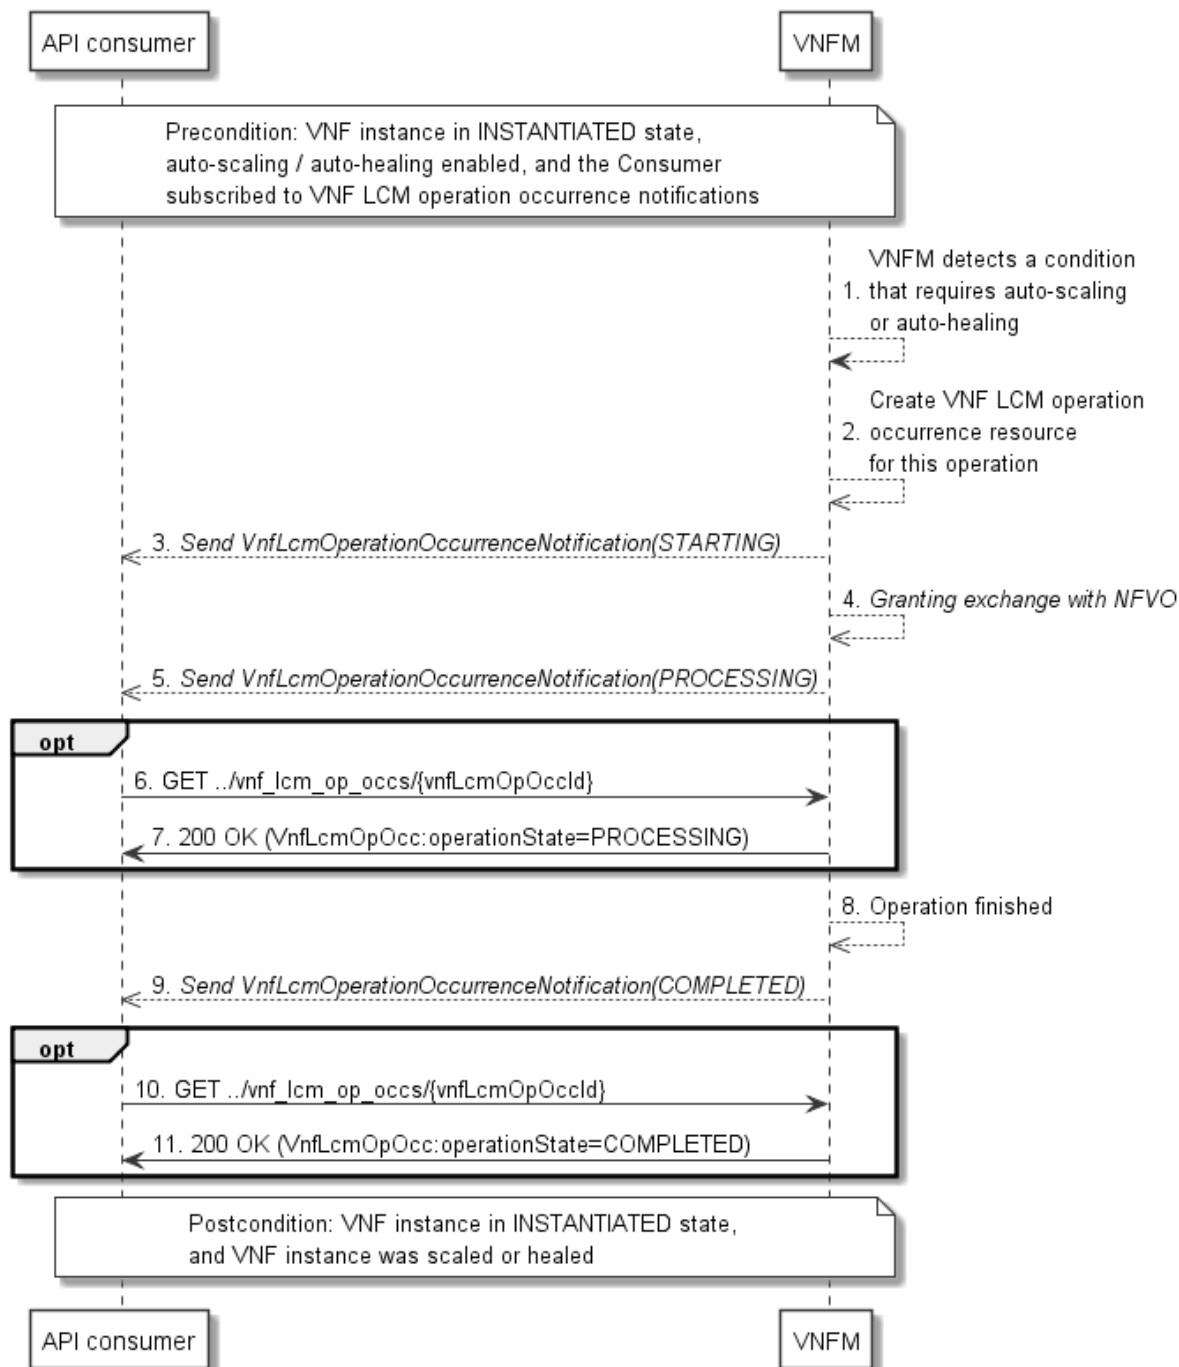 API consumer
VNFM
Precondition: VNF instance in INSTANTIATED state,
auto-scaling / auto-healing enabled, and the Consumer
subscribed to VNF LCM operation occurrence notifications
VNFM detects a condition
1. that requires auto-scaling
or auto-healing
Create VNF LCM operation
2. occurrence resource
for this operation
3. Send VnfLcmOperationOccurrenceNotification(STARTING)
4. Granting exchange with NFVO
5. Send VnfLcmOperationOccurrenceNotification(PROCESSING)
opt
6. GET ../vnf_lcm_op_occs/{vnfLcmOpOccId}
7. 200 OK (VnfLcmOpOcc:operationState=PROCESSING)
8. Operation finished
9. Send VnfLcmOperationOccurrenceNotification(COMPLETED)
opt
10. GET ../vnf_lcm_op_occs/{vnfLcmOpOccId}
11. 200 OK (VnfLcmOpOcc:operationState=COMPLETED)
Postcondition: VNF instance in INSTANTIATED state,
and VNF instance was scaled or healed
API consumer
VNFM